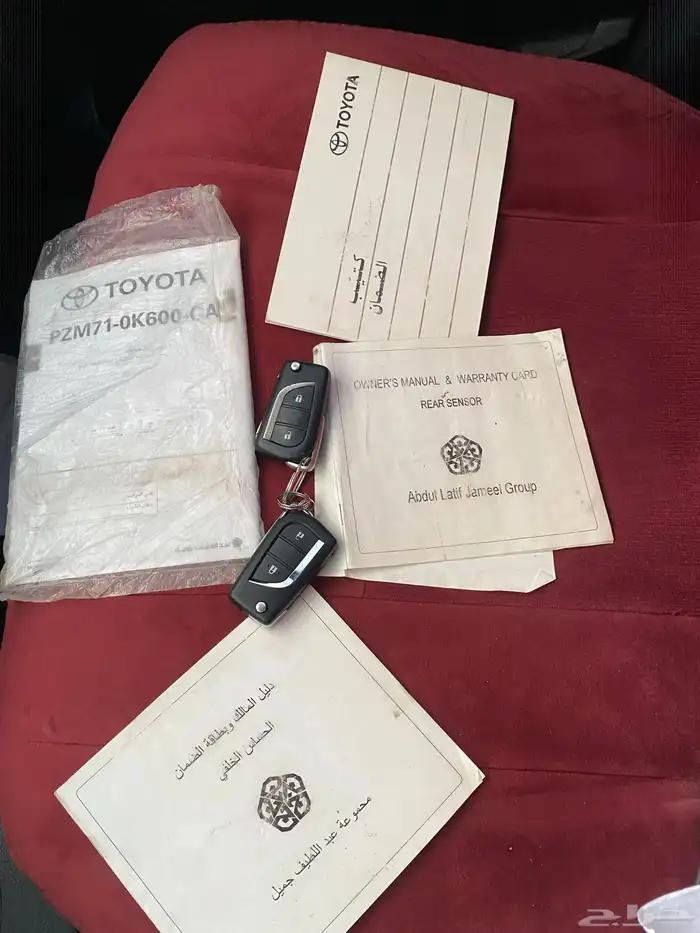 TOYOTA
كتيب
الضمان
TOYOTA
PZM71-0K600-CA
OWNER'S MANUAL & WARRANTY CARD
REAR SENSOR
Abdul Latif Jameel Group
دليل المالك وبطاقة الضمان
الحساس الخلفي
مجموعة عبد اللطيف جميل
حراج